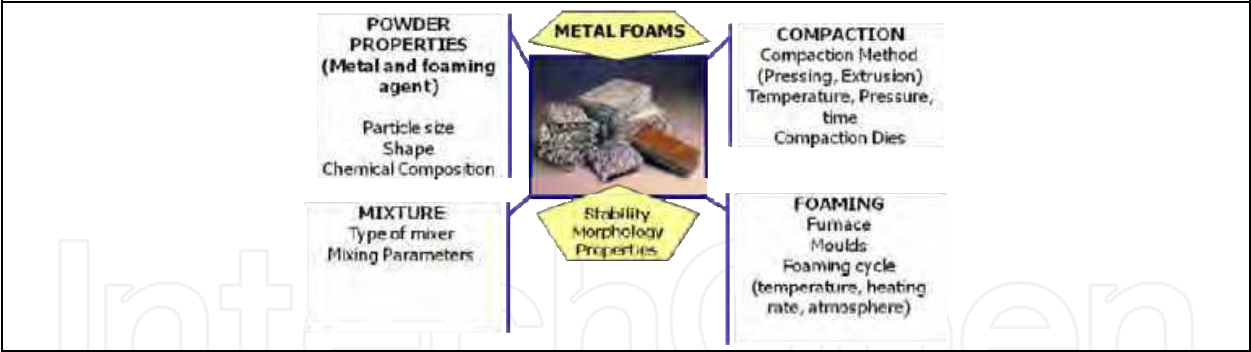 METAL FOAMS
POWDER
PROPERTIES
(Metal and foaming
agent)
Particle size
Shape
Chemical Composition
COMPACTION
Compaction Method
(Pressing, Extrusion)
Temperature, Pressure,
time
Compaction Dies
MIXTURE
Type of mixer
Mixing Parameters
Stability
Morphology
Properties
FOAMING
Furnace
Moulds
Foaming cycle
(temperature, heating
rate, atmosphere)
IntechOpen